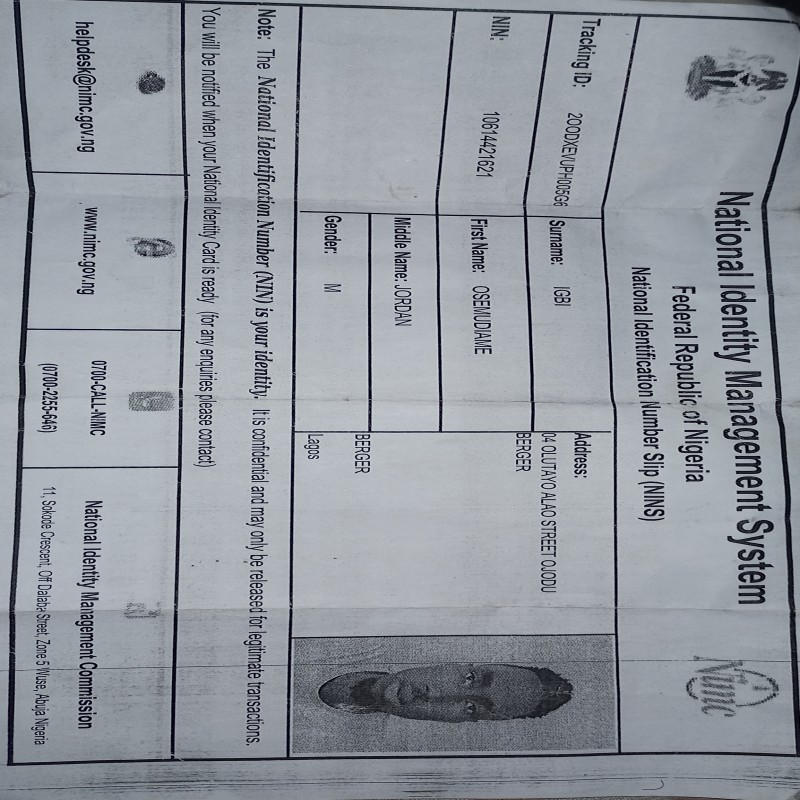 National Identity Management System
Federal Republic of Nigeria
National Identification Number Slip (NINS)
Nimc
Tracking ID: 2OODXEVUPH005G6
Surname: IGBI
Address:
04 OLUTAYO ALAO STREET OJODU
BERGER
NIN: 10614421621
First Name: OSEMUDIAME
Middle Name: JORDAN
BERGER
Gender: M
Lagos
Note: The National Identification Number (NIN) is your identity. It is confidential and may only be released for legitimate transactions.
You will be notified when your National Identity Card is ready (for any enquiries please contact)
helpdesk@nimc.gov.ng
www.nimc.gov.ng
0700-CALL-NIMC
(0700-2255-646)
National Identity Management Commission
11, Sokode Crescent, Off Dalaba Street, Zone 5 Wuse, Abuja Nigeria